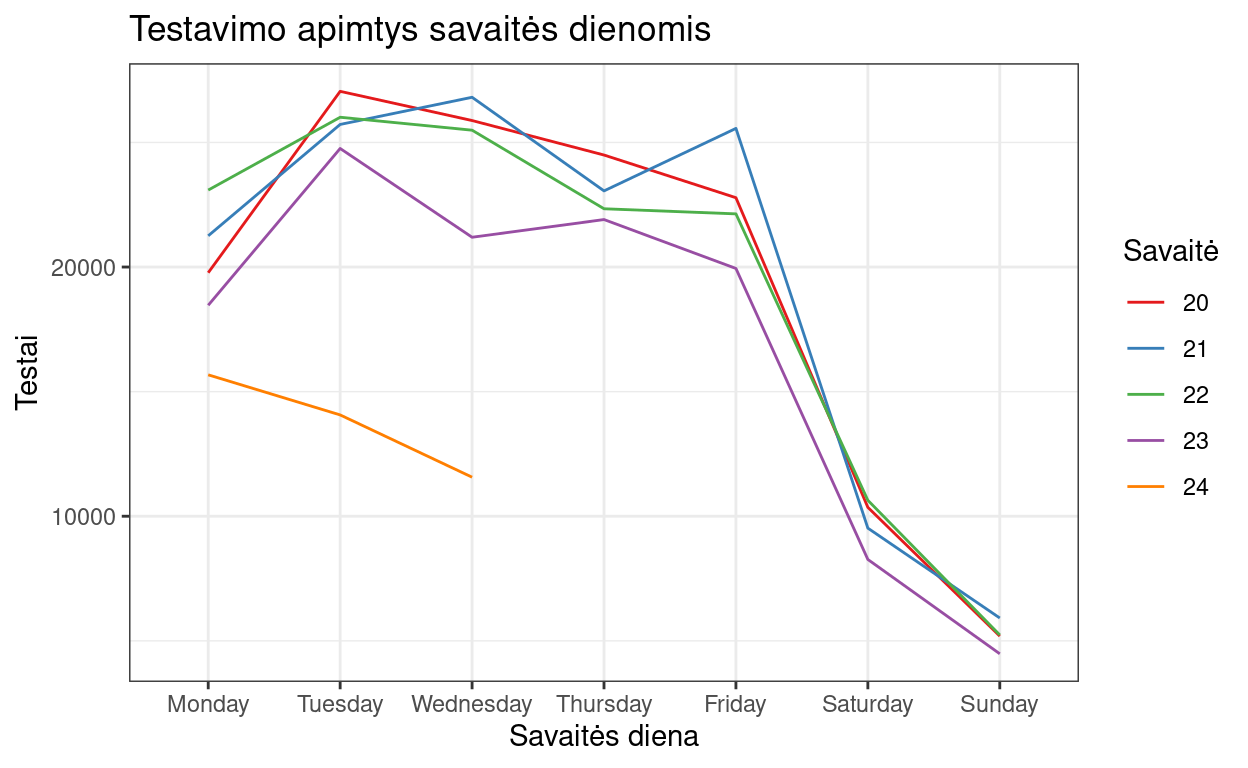 Testavimo apimtys savaitės dienomis
Testai
20000
10000
Monday Tuesday Wednesday Thursday Friday Saturday Sunday
Savaitės diena
Savaitė
20
21
22
23
24